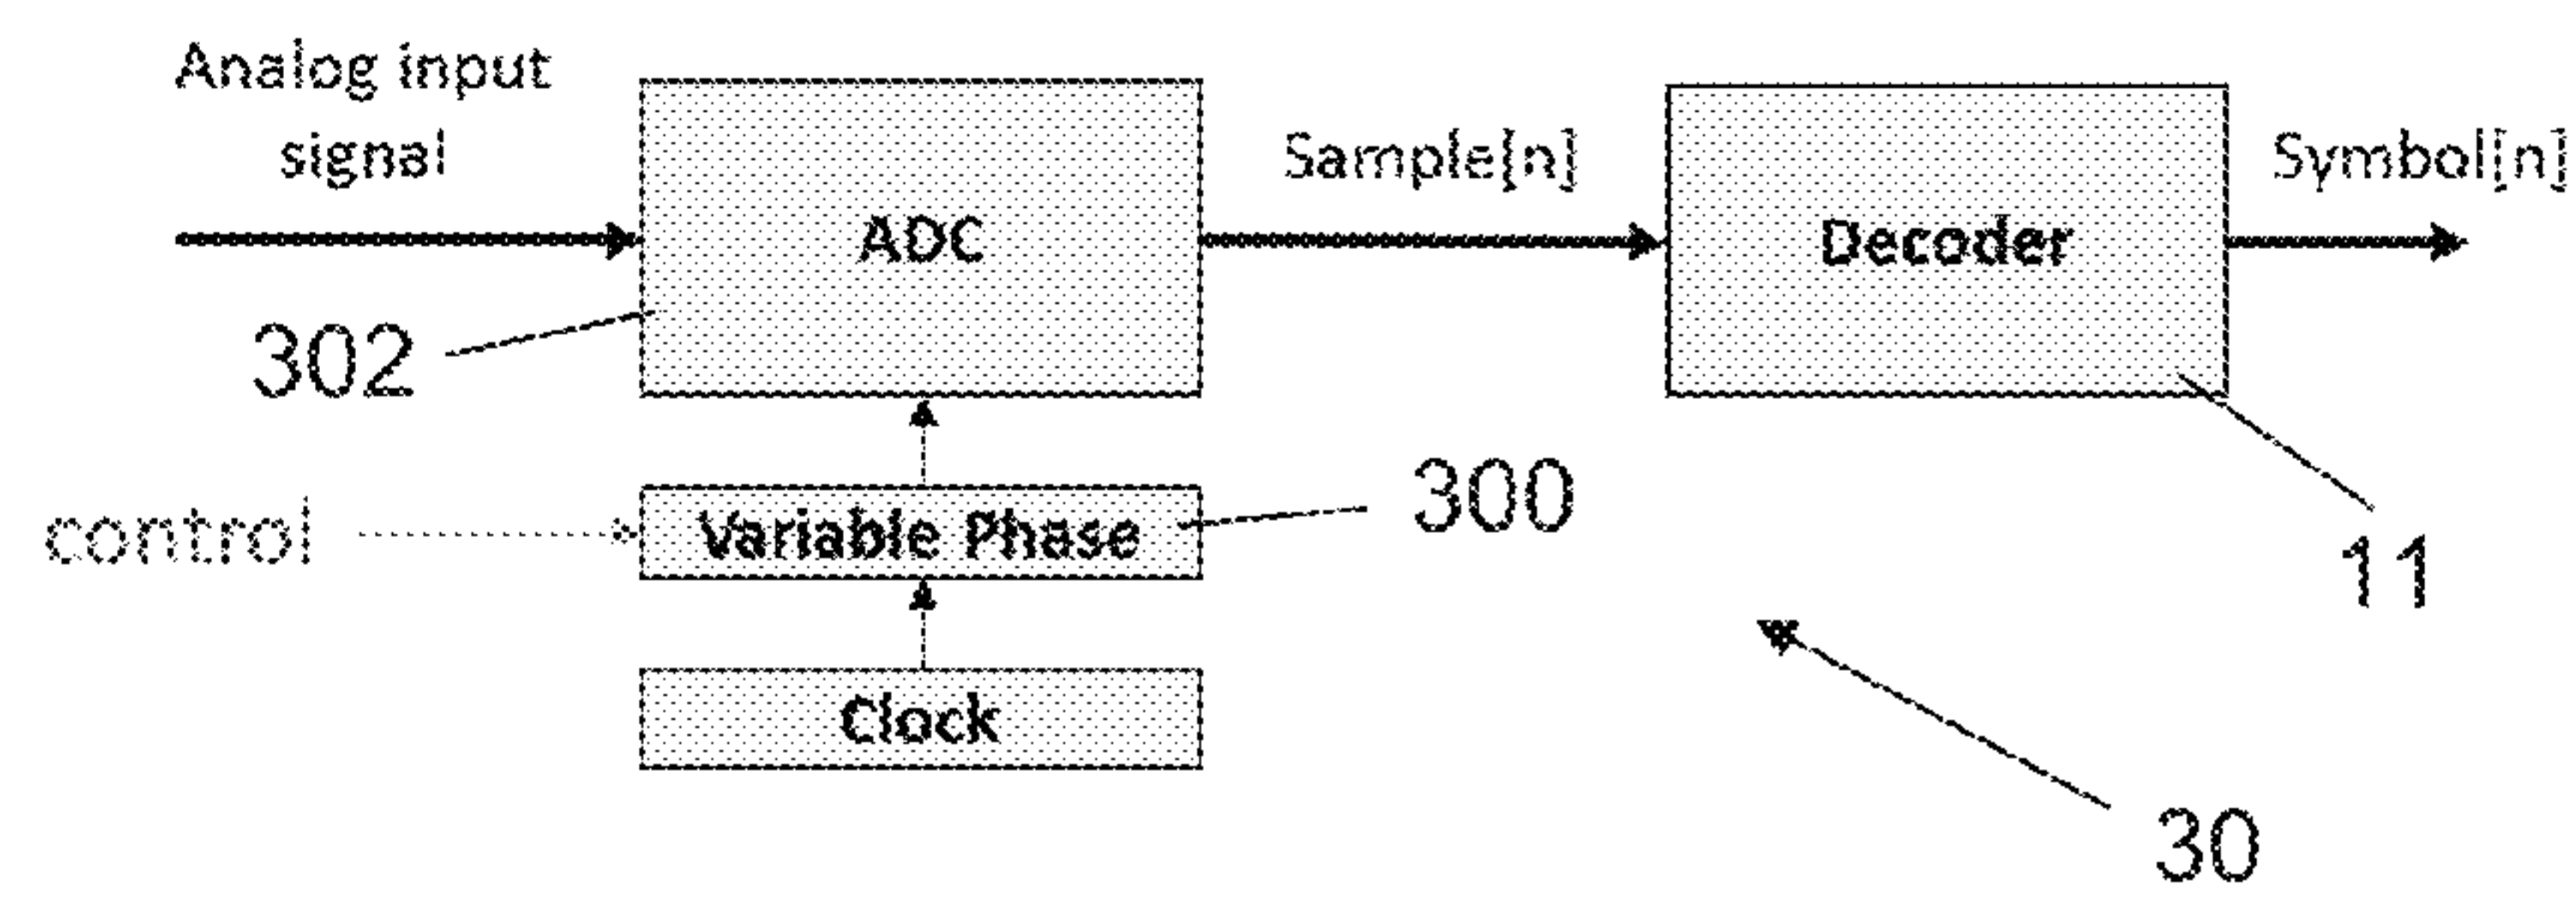 Analog input
signal
ADC
Sample[n]
Decoder
Symbol[n]
302
control
Variable Phase
300
11
Clock
30